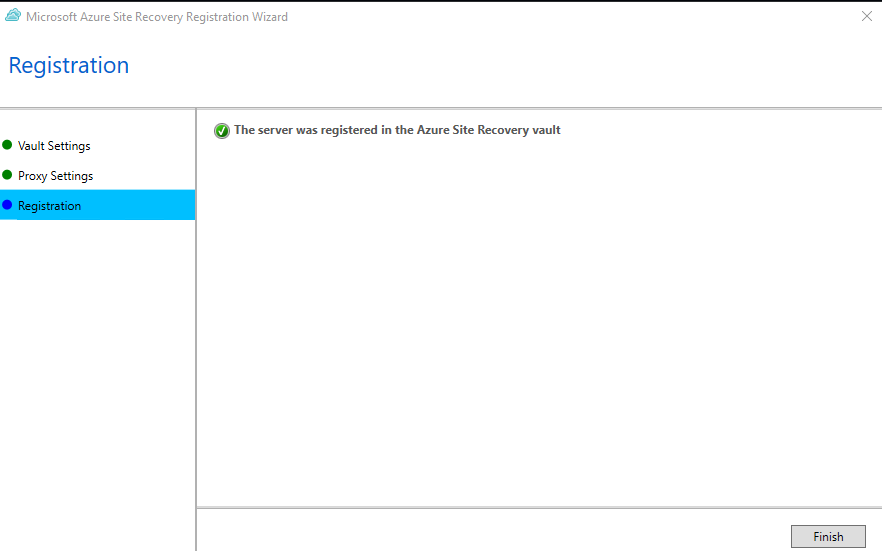 Microsoft Azure Site Recovery Registration Wizard
Registration
Vault Settings
Proxy Settings
Registration
The server was registered in the Azure Site Recovery vault
Finish